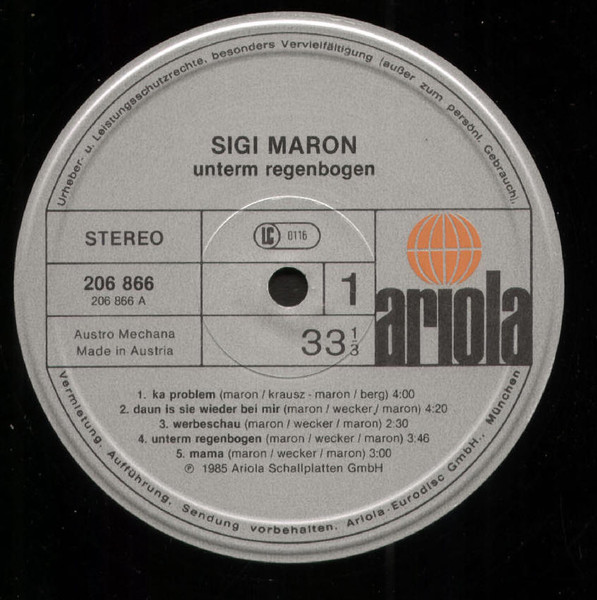 Urheber- u. Leistungsschutzrechte, besonders Vervielfältigung (außer zum persönl. Gebrauch),
SIGI MARON
unterm regenbogen
STEREO
LC 0116
206 866
206 866 A
1
ariola
Austro Mechana
Made in Austria
33 1/3
1. ka problem (maron / krausz - maron / berg) 4:00
2. daun is sie wieder bei mir (maron / wecker / maron) 4:20
3. werbeschau (maron / wecker / maron) 2:30
4. unterm regenbogen (maron / wecker / maron) 3:46
5. mama (maron / wecker / maron) 3:00
℗ 1985 Ariola Schallplatten GmbH
Vermietung, Aufführung, Sendung vorbehalten. Ariola-Eurodisc GmbH., München